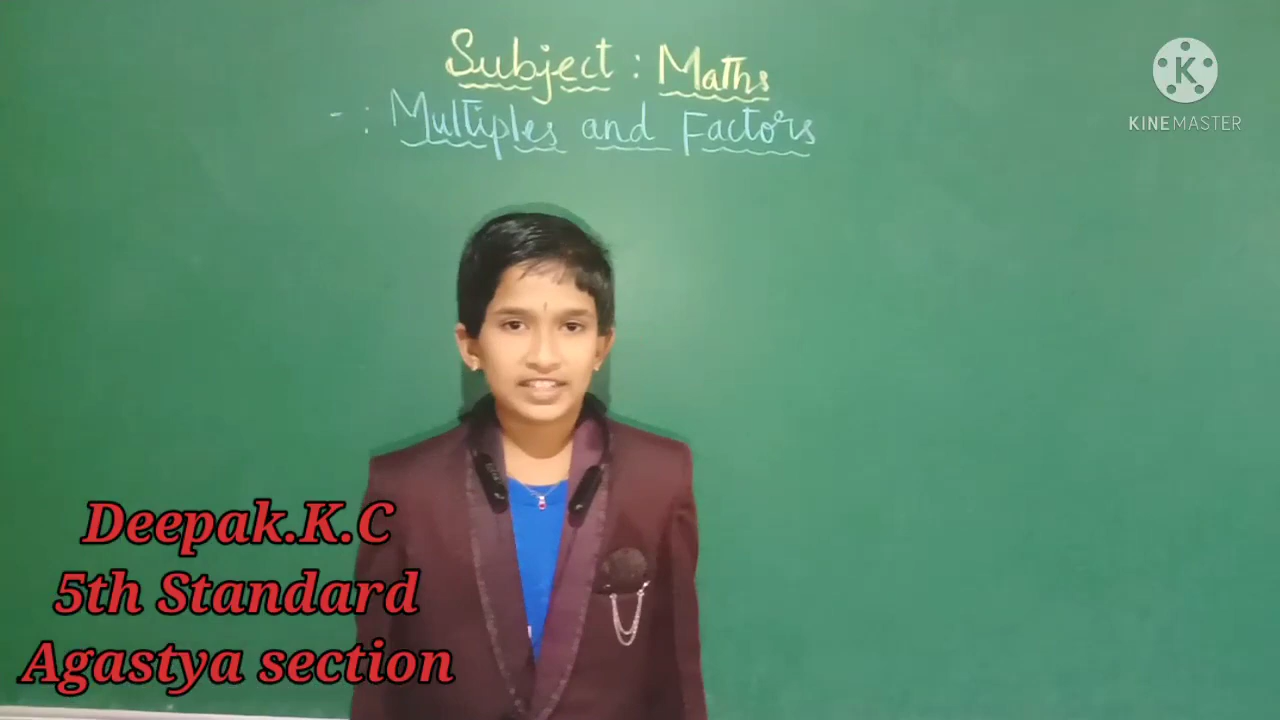 Subject : Maths
-: Multiples and Factors
K
KINEMASTER
Deepak.K.C
5th Standard
Agastya section